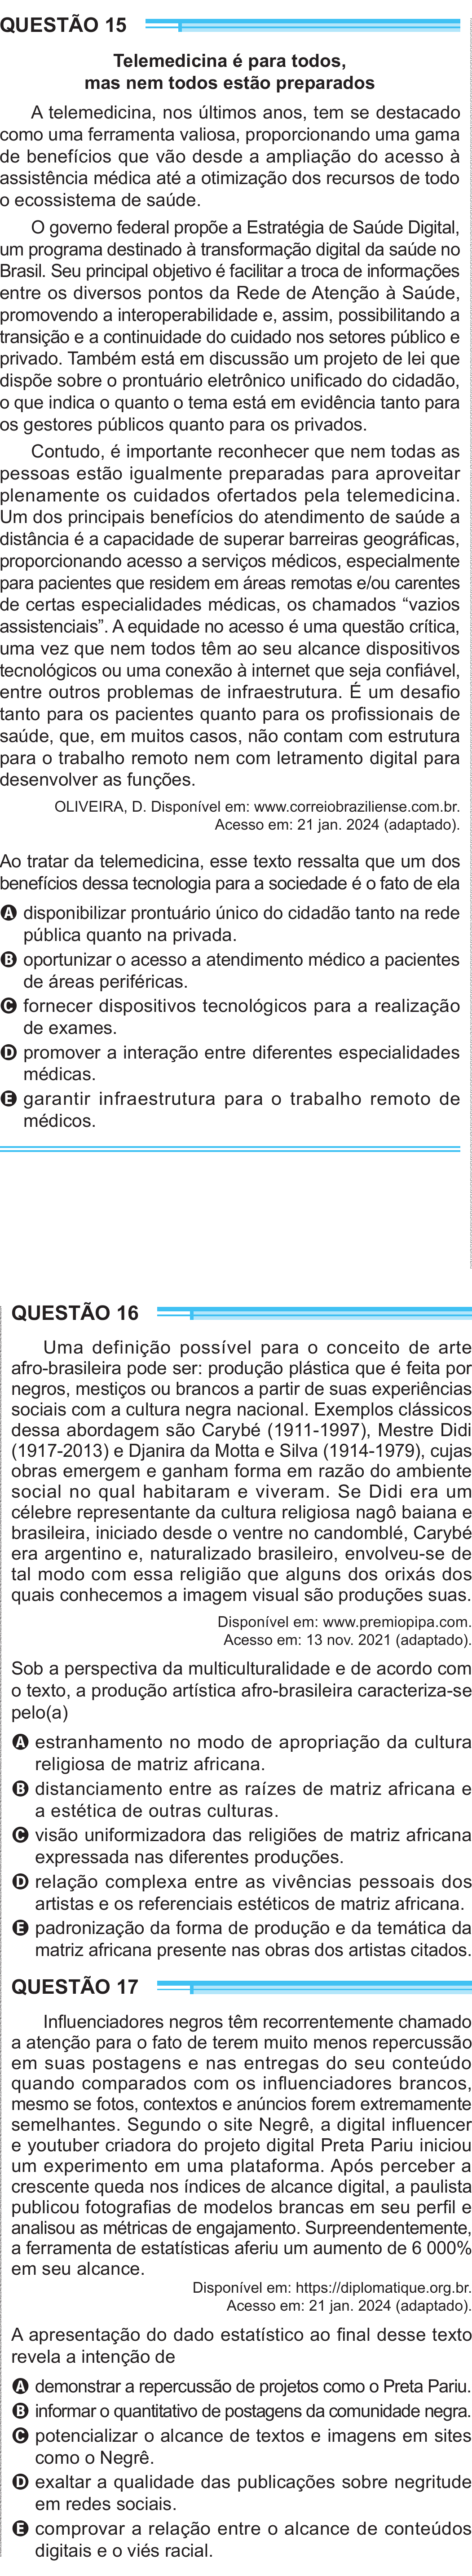 QUESTÃO 15
Telemedicina é para todos,
mas nem todos estão preparados
A telemedicina, nos últimos anos, tem se destacado
como uma ferramenta valiosa, proporcionando uma gama
de benefícios que vão desde a ampliação do acesso à
assistência médica até a otimização dos recursos de todo
o ecossistema de saúde.
O governo federal propõe a Estratégia de Saúde Digital,
um programa destinado à transformação digital da saúde no
Brasil. Seu principal objetivo é facilitar a troca de informações
entre os diversos pontos da Rede de Atenção à Saúde,
promovendo a interoperabilidade e, assim, possibilitando a
transição e a continuidade do cuidado nos setores público e
privado. Também está em discussão um projeto de lei que
dispõe sobre o prontuário eletrônico unificado do cidadão,
o que indica o quanto o tema está em evidência tanto para
os gestores públicos quanto para os privados.
Contudo, é importante reconhecer que nem todas as
pessoas estão igualmente preparadas para aproveitar
plenamente os cuidados ofertados pela telemedicina.
Um dos principais benefícios do atendimento de saúde a
distância é a capacidade de superar barreiras geográficas,
proporcionando acesso a serviços médicos, especialmente
para pacientes que residem em áreas remotas e/ou carentes
de certas especialidades médicas, os chamados “vazios
assistenciais”. A equidade no acesso é uma questão crítica,
uma vez que nem todos têm ao seu alcance dispositivos
tecnológicos ou uma conexão à internet que seja confiável,
entre outros problemas de infraestrutura. É um desafio
tanto para os pacientes quanto para os profissionais de
saúde, que, em muitos casos, não contam com estrutura
para o trabalho remoto nem com letramento digital para
desenvolver as funções.
OLIVEIRA, D. Disponível em: www.correiobraziliense.com.br.
Acesso em: 21 jan. 2024 (adaptado).
Ao tratar da telemedicina, esse texto ressalta que um dos
benefícios dessa tecnologia para a sociedade é o fato de ela
A disponibilizar prontuário único do cidadão tanto na rede
pública quanto na privada.
B oportunizar o acesso a atendimento médico a pacientes
de áreas periféricas.
C fornecer dispositivos tecnológicos para a realização
de exames.
D promover a interação entre diferentes especialidades
médicas.
E garantir infraestrutura para o trabalho remoto de
médicos.
QUESTÃO 16
Uma definição possível para o conceito de arte
afro-brasileira pode ser: produção plástica que é feita por
negros, mestiços ou brancos a partir de suas experiências
sociais com a cultura negra nacional. Exemplos clássicos
dessa abordagem são Carybé (1911-1997), Mestre Didi
(1917-2013) e Djanira da Motta e Silva (1914-1979), cujas
obras emergem e ganham forma em razão do ambiente
social no qual habitaram e viveram. Se Didi era um
célebre representante da cultura religiosa nagô baiana e
brasileira, iniciado desde o ventre no candomblé, Carybé
era argentino e, naturalizado brasileiro, envolveu-se de
tal modo com essa religião que alguns dos orixás dos
quais conhecemos a imagem visual são produções suas.
Disponível em: www.premiopipa.com.
Acesso em: 13 nov. 2021 (adaptado).
Sob a perspectiva da multiculturalidade e de acordo com
o texto, a produção artística afro-brasileira caracteriza-se
pelo(a)
A estranhamento no modo de apropriação da cultura
religiosa de matriz africana.
B distanciamento entre as raízes de matriz africana e
a estética de outras culturas.
C visão uniformizadora das religiões de matriz africana
expressada nas diferentes produções.
D relação complexa entre as vivências pessoais dos
artistas e os referenciais estéticos de matriz africana.
E padronização da forma de produção e da temática da
matriz africana presente nas obras dos artistas citados.
QUESTÃO 17
Influenciadores negros têm recorrentemente chamado
a atenção para o fato de terem muito menos repercussão
em suas postagens e nas entregas do seu conteúdo
quando comparados com os influenciadores brancos,
mesmo se fotos, contextos e anúncios forem extremamente
semelhantes. Segundo o site Negrê, a digital influencer
e youtuber criadora do projeto digital Preta Pariu iniciou
um experimento em uma plataforma. Após perceber a
crescente queda nos índices de alcance digital, a paulista
publicou fotografias de modelos brancas em seu perfil e
analisou as métricas de engajamento. Surpreendentemente,
a ferramenta de estatísticas aferiu um aumento de 6 000%
em seu alcance.
Disponível em: https://diplomatique.org.br.
Acesso em: 21 jan. 2024 (adaptado).
A apresentação do dado estatístico ao final desse texto
revela a intenção de
A demonstrar a repercussão de projetos como o Preta Pariu.
B informar o quantitativo de postagens da comunidade negra.
C potencializar o alcance de textos e imagens em sites
como o Negrê.
D exaltar a qualidade das publicações sobre negritude
em redes sociais.
E comprovar a relação entre o alcance de conteúdos
digitais e o viés racial.